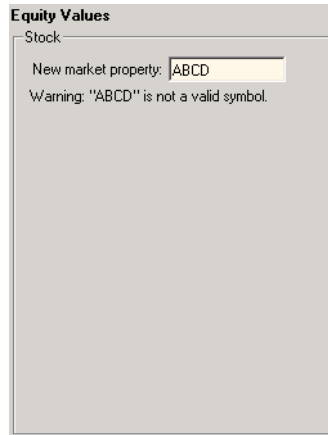 Equity Values
Stock
New market property: ABCD
Warning: "ABCD" is not a valid symbol.